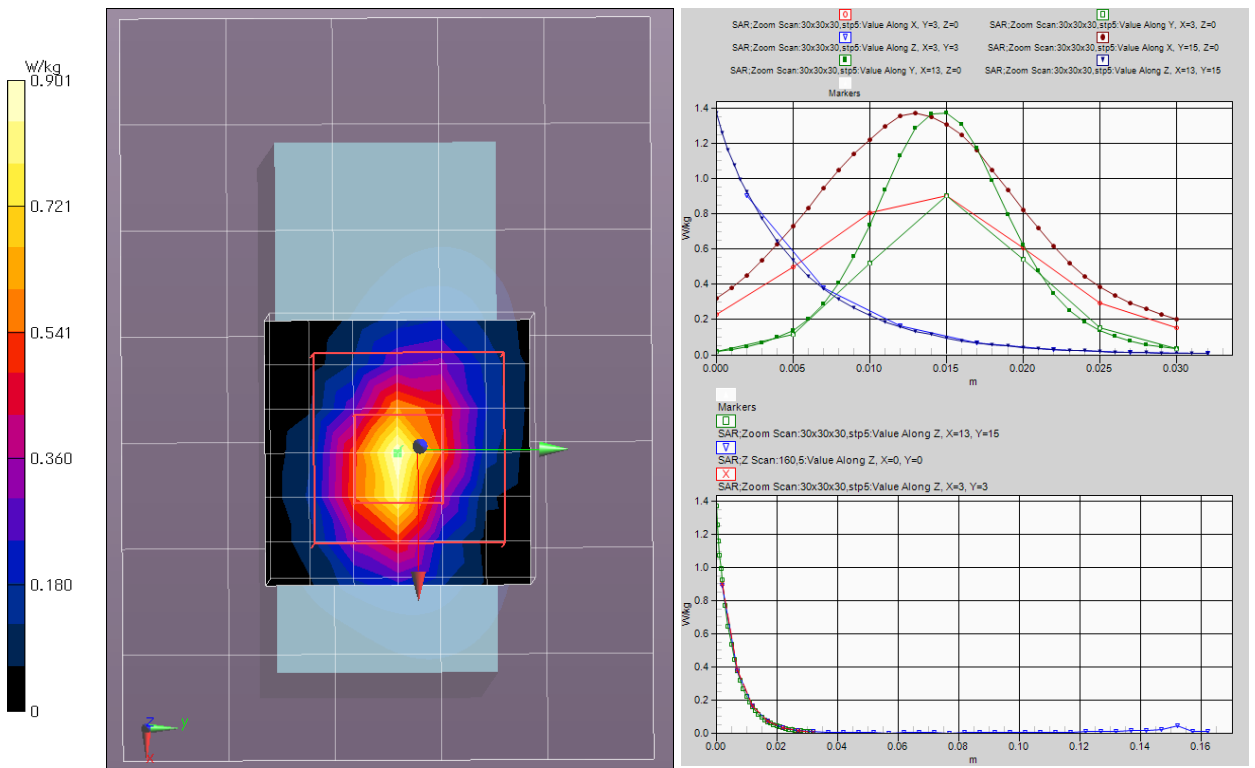 W/kg
0.901
0.721
0.541
0.360
0.180
0
z
y
x
SAR;Zoom Scan:30x30x30,stp5:Value Along X, Y=3, Z=0
SAR;Zoom Scan:30x30x30,stp5:Value Along Y, X=3, Z=0
SAR;Zoom Scan:30x30x30,stp5:Value Along Z, X=3, Y=3
SAR;Zoom Scan:30x30x30,stp5:Value Along X, Y=15, Z=0
SAR;Zoom Scan:30x30x30,stp5:Value Along Y, X=13, Z=0
SAR;Zoom Scan:30x30x30,stp5:Value Along Z, X=13, Y=15
Markers
1.4
1.2
1.0
0.8
W/kg
0.6
0.4
0.2
0.0
0.000 0.005 0.010 0.015 0.020 0.025 0.030
m
Markers
SAR;Zoom Scan:30x30x30,stp5:Value Along Z, X=13, Y=15
SAR;Z Scan:160,5:Value Along Z, X=0, Y=0
SAR;Zoom Scan:30x30x30,stp5:Value Along Z, X=3, Y=3
1.4
1.2
1.0
0.8
W/kg
0.6
0.4
0.2
0.0
0.00 0.02 0.04 0.06 0.08 0.10 0.12 0.14 0.16
m